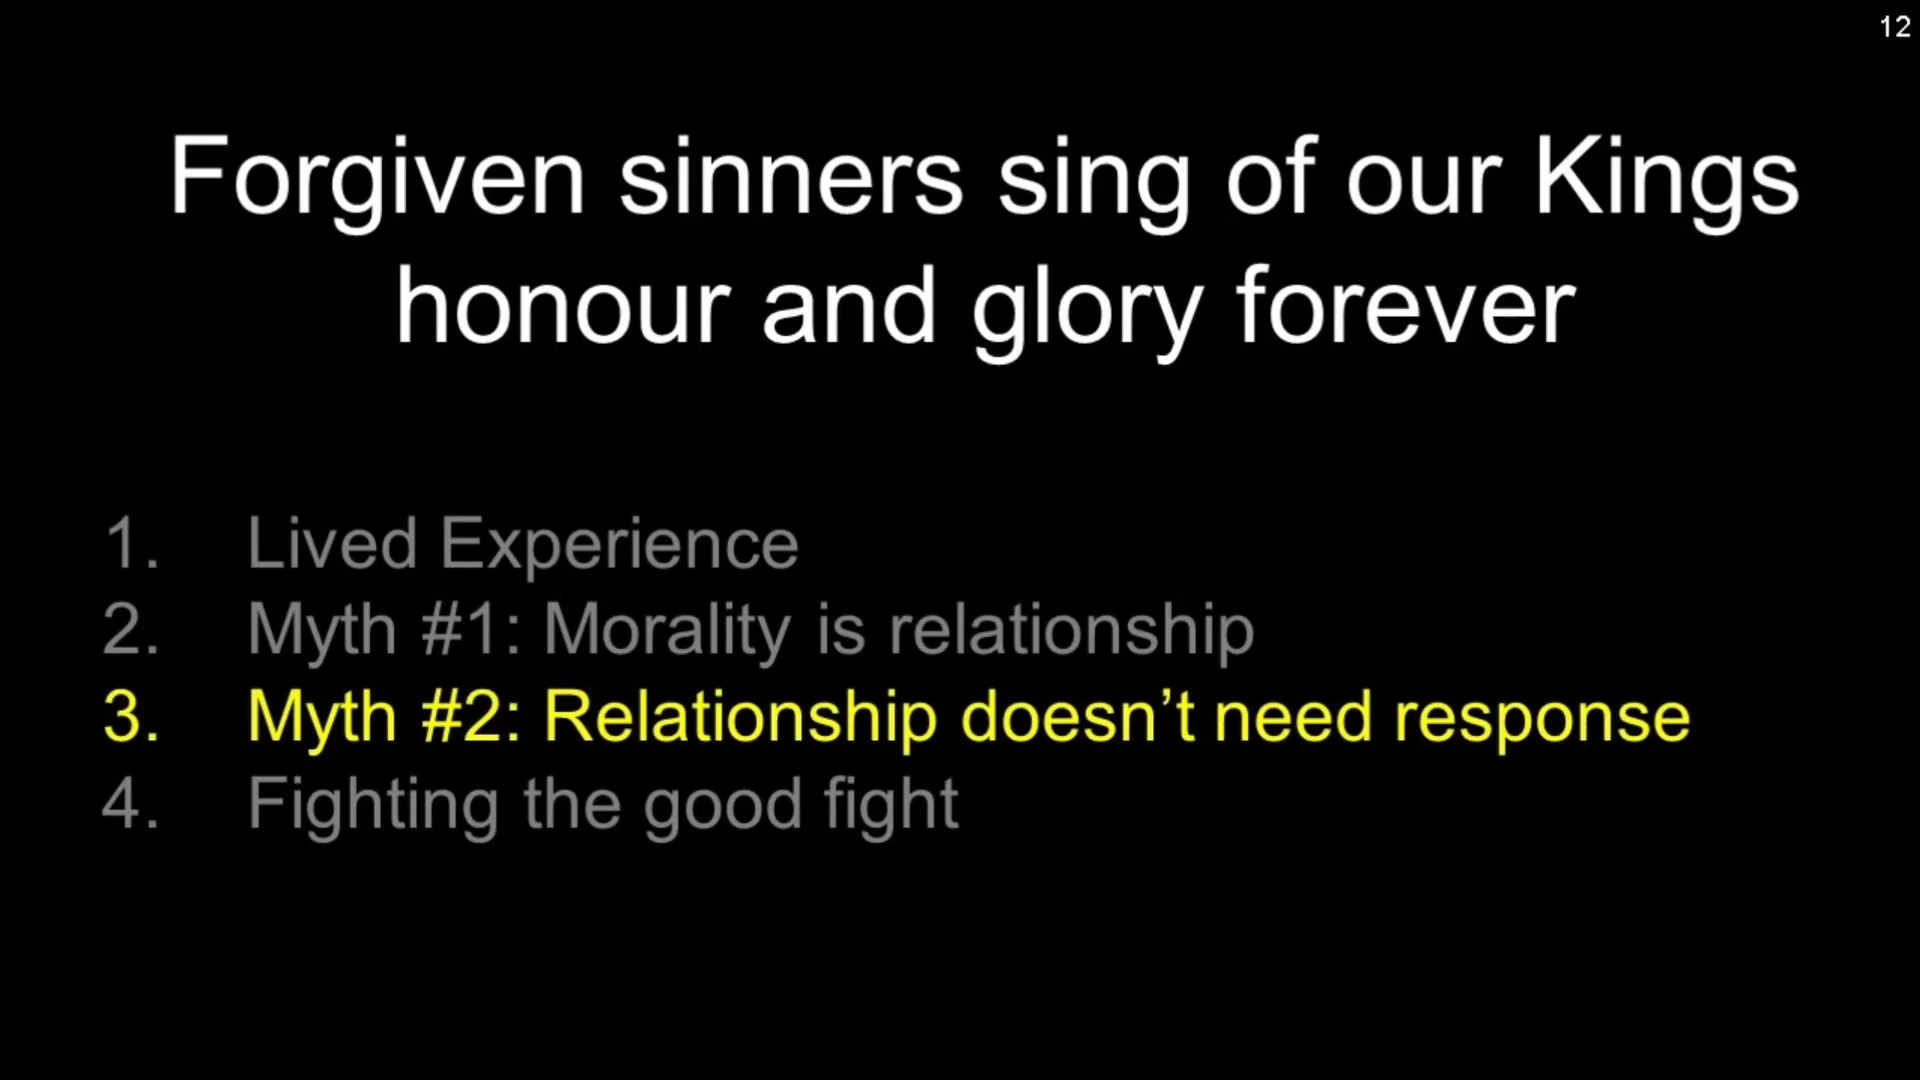 12
Forgiven sinners sing of our Kings
honour and glory forever
1. Lived Experience
2. Myth #1: Morality is relationship
3. Myth #2: Relationship doesn’t need response
4. Fighting the good fight